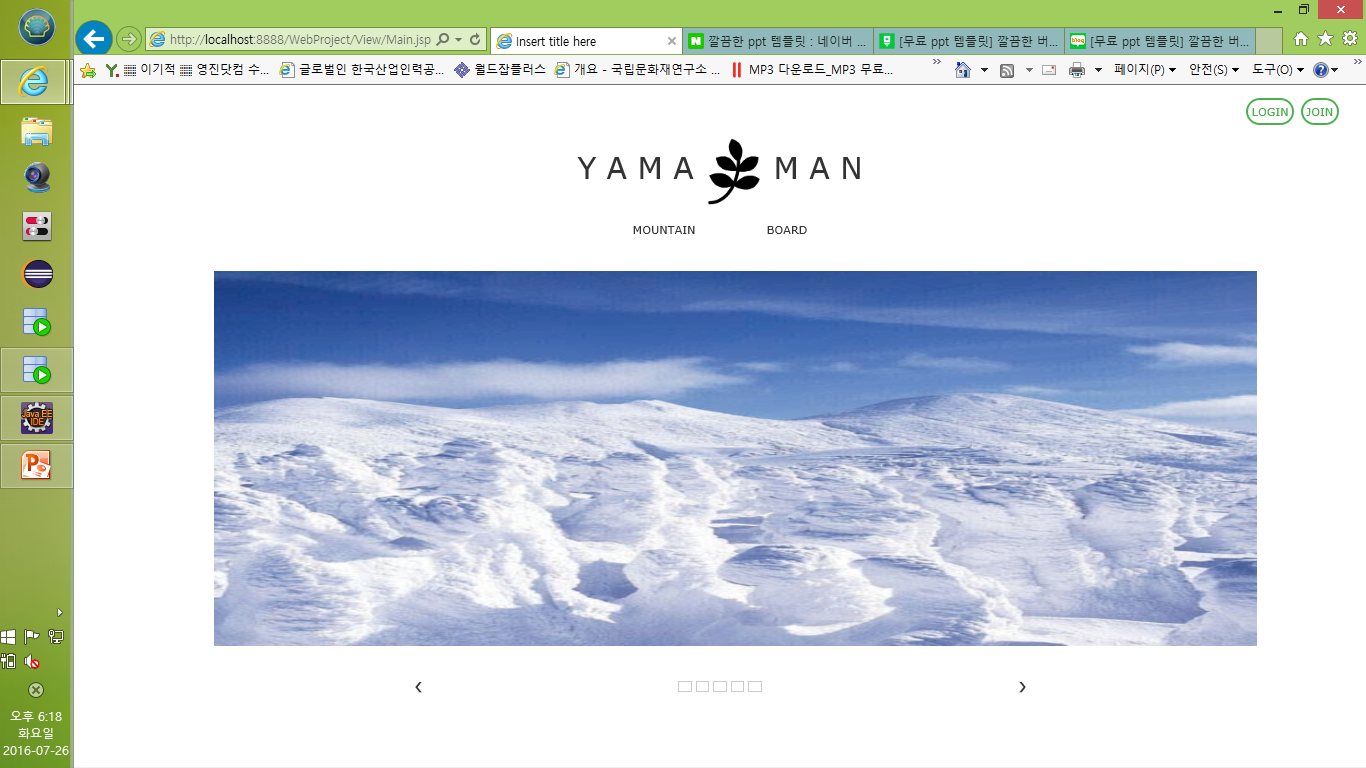 http://localhost:8888/WebProject/View/Main.jsp
Insert title here
깔끔한 ppt 템플릿 : 네이버 ...
[무료 ppt 템플릿] 깔끔한 버...
[무료 ppt 템플릿] 깔끔한 버...
이기적
영진닷컴 수...
글로벌인 한국산업인력공...
월드잡플러스
개요 - 국립문화재연구소 ...
MP3 다운로드_MP3 무료...
페이지(P)
안전(S)
도구(O)
LOGIN
JOIN
YAMA MAN
MOUNTAIN
BOARD
Java EE
IDE
오후 6:18
화요일
2016-07-26